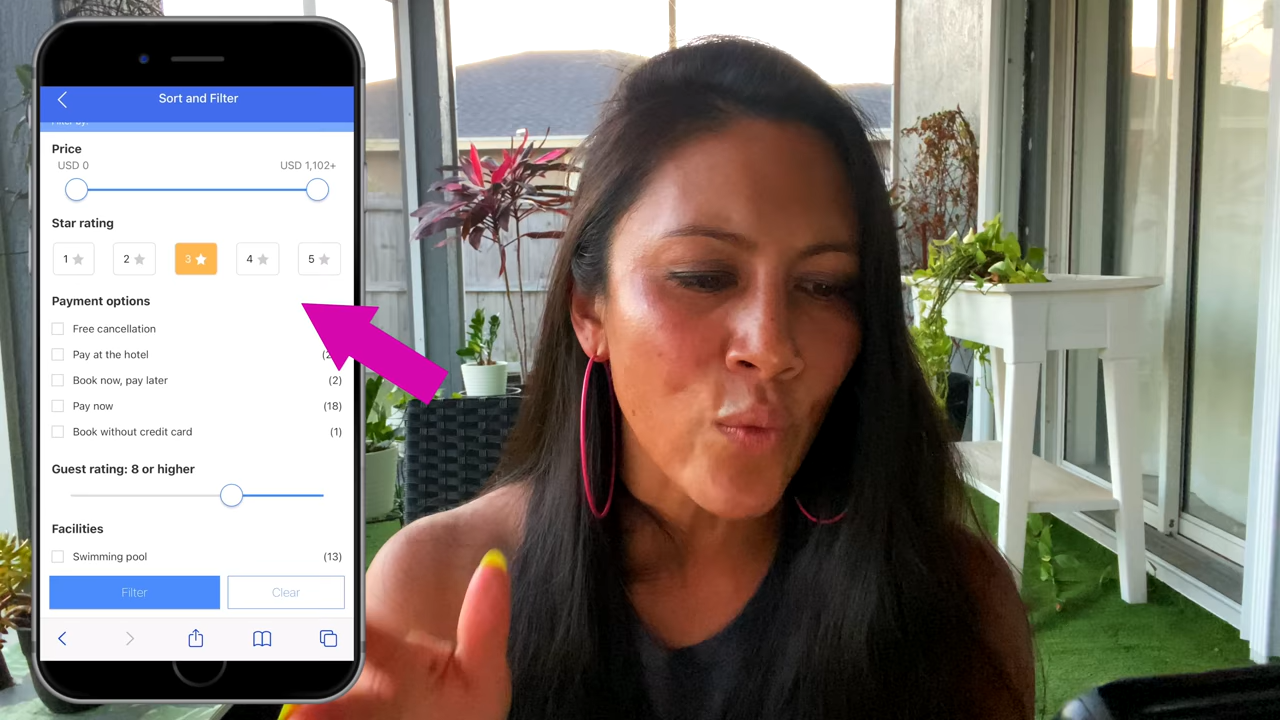 Sort and Filter
Filter by:
Price
USD 0
USD 1,102+
Star rating
1 2 3 4 5
Payment options
Free cancellation
Pay at the hotel
Book now, pay later (2)
Pay now (18)
Book without credit card (1)
Guest rating: 8 or higher
Facilities
Swimming pool (13)
Filter
Clear